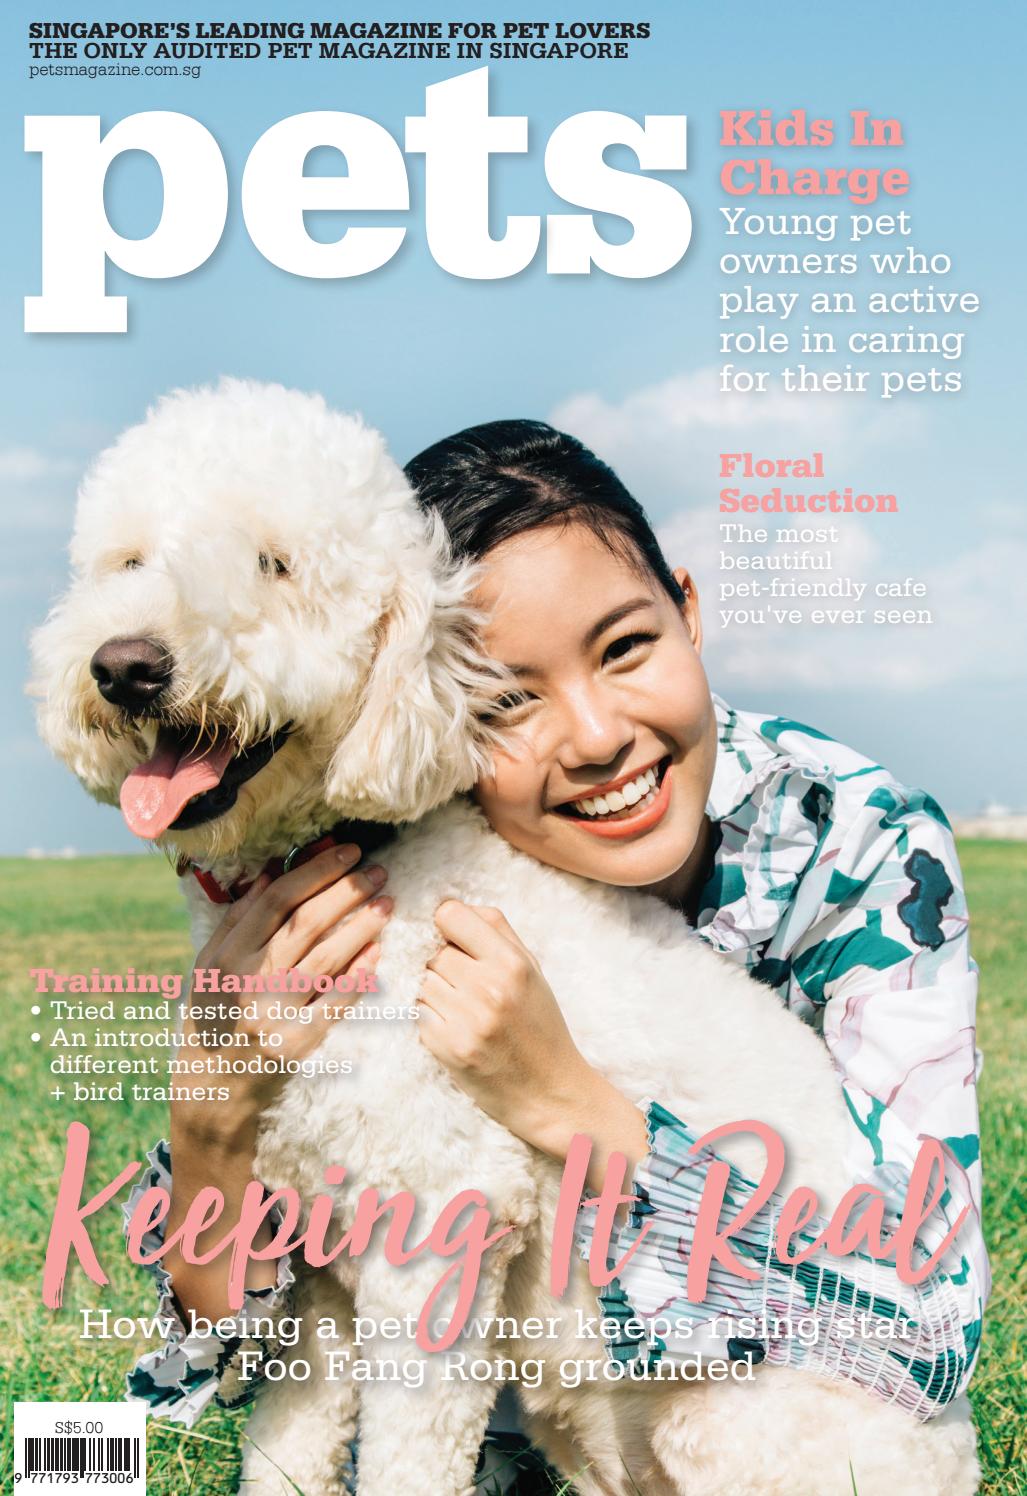 SINGAPORE'S LEADING MAGAZINE FOR PET LOVERS
THE ONLY AUDITED PET MAGAZINE IN SINGAPORE
petsmagazine.com.sg
pets
Kids In
Charge
Young pet
owners who
play an active
role in caring
for their pets
Floral
Seduction
The most
beautiful
pet-friendly cafe
you've ever seen
Training Handbook
• Tried and tested dog trainers
• An introduction to
different methodologies
+ bird trainers
Keeping It Real
How being a pet owner keeps rising star
Foo Fang Rong grounded
S$5.00
9 771793 773006